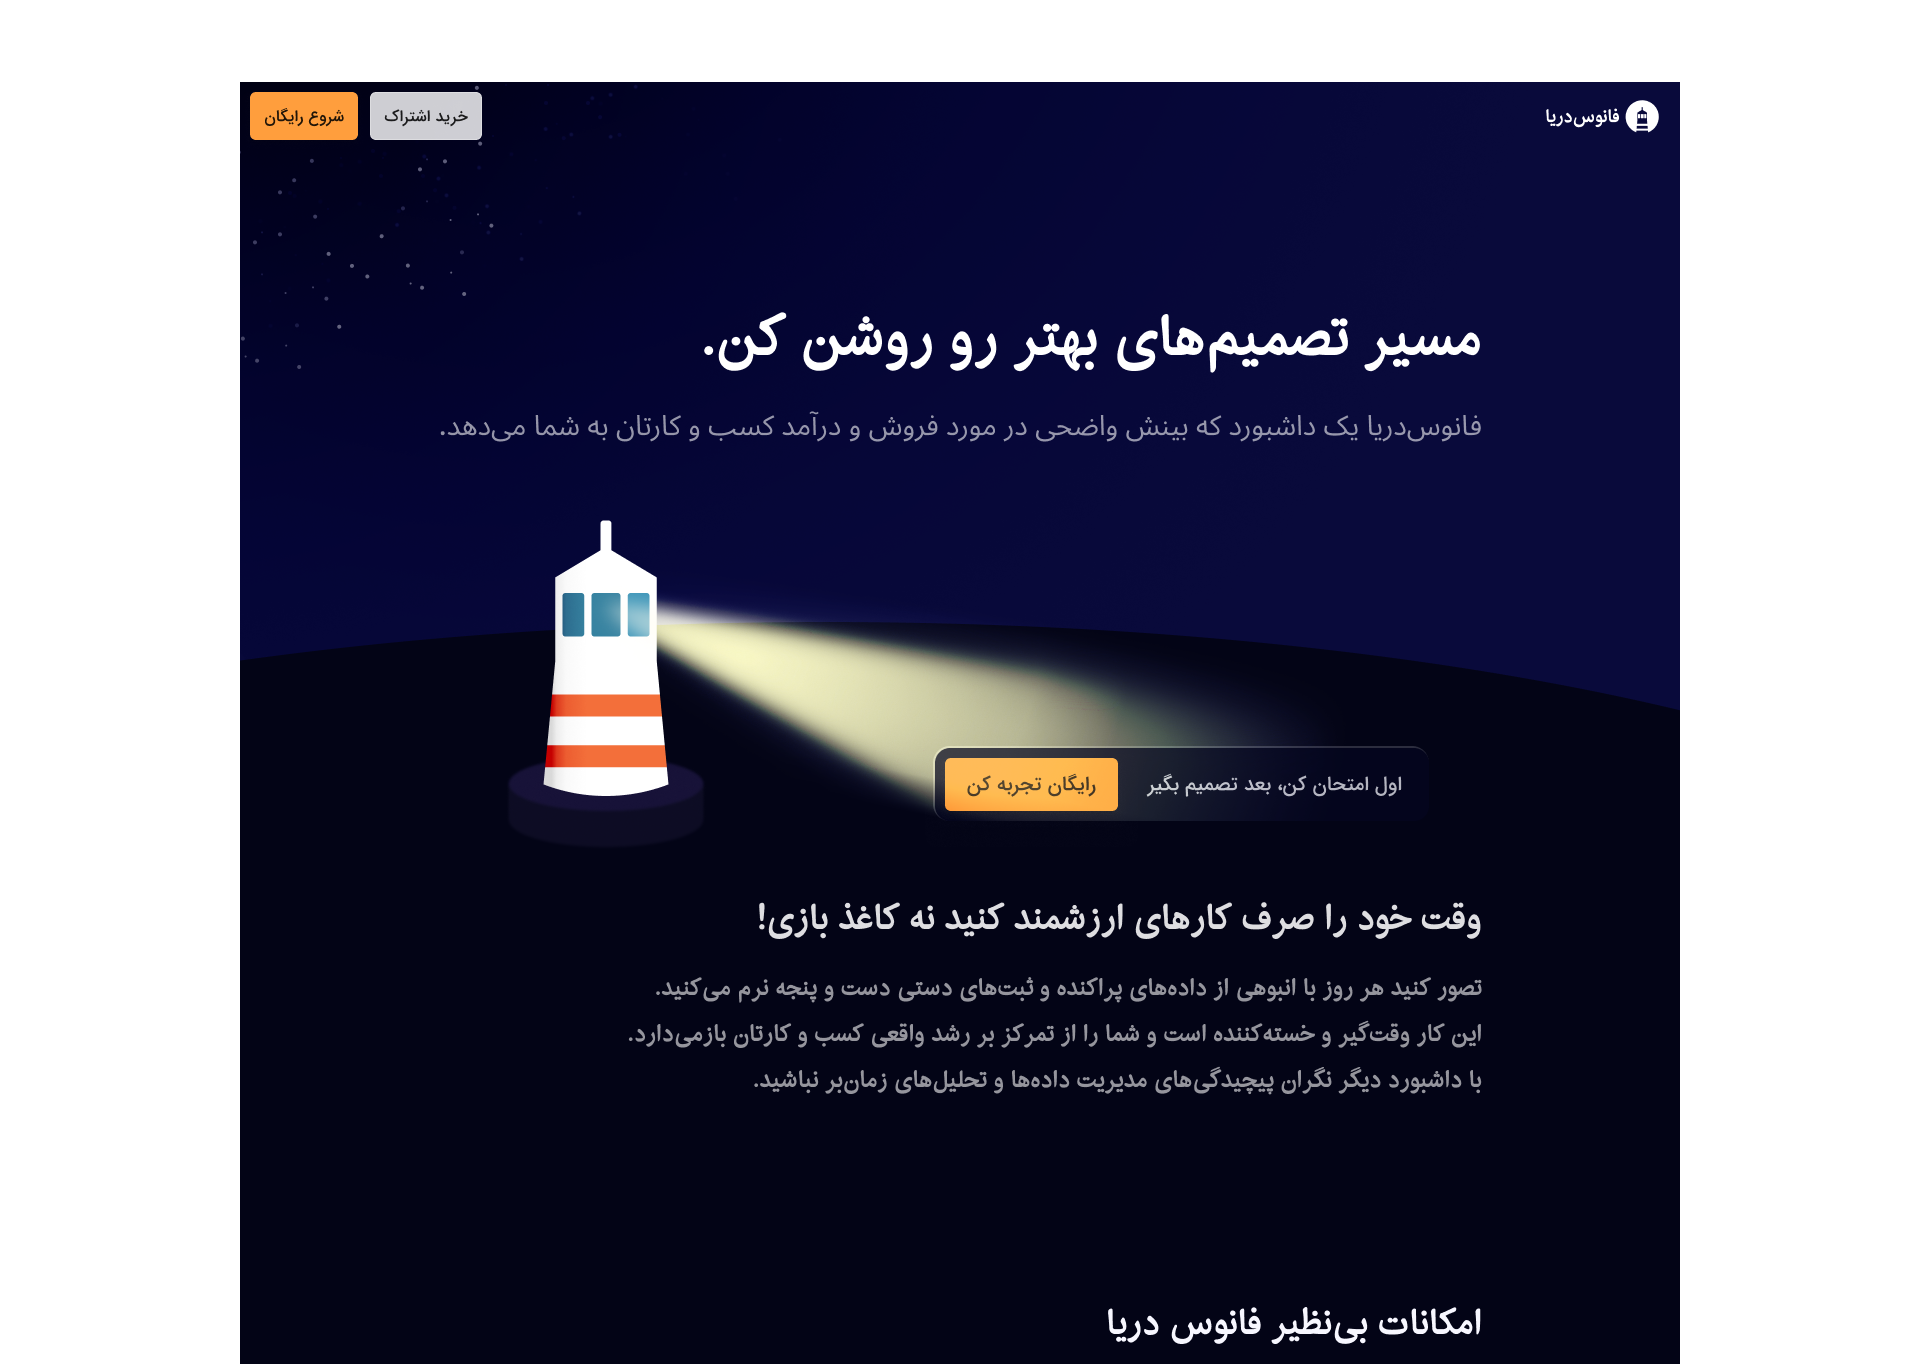 فانوس‌دریا
خرید اشتراک
شروع رایگان
مسیر تصمیم‌های بهتر رو روشن کن.
فانوس‌دریا یک داشبورد که بینش واضحی در مورد فروش و درآمد کسب و کارتان به شما می‌دهد.
اول امتحان کن، بعد تصمیم بگیر
رایگان تجربه کن
وقت خود را صرف کارهای ارزشمند کنید نه کاغذ بازی!
تصور کنید هر روز با انبوهی از داده‌های پراکنده و ثبت‌های دستی دست و پنجه نرم می‌کنید.
این کار وقت‌گیر و خسته‌کننده است و شما را از تمرکز بر رشد واقعی کسب و کارتان بازمی‌دارد.
با داشبورد دیگر نگران پیچیدگی‌های مدیریت داده‌ها و تحلیل‌های زمان‌بر نباشید.
امکانات بی‌نظیر فانوس دریا